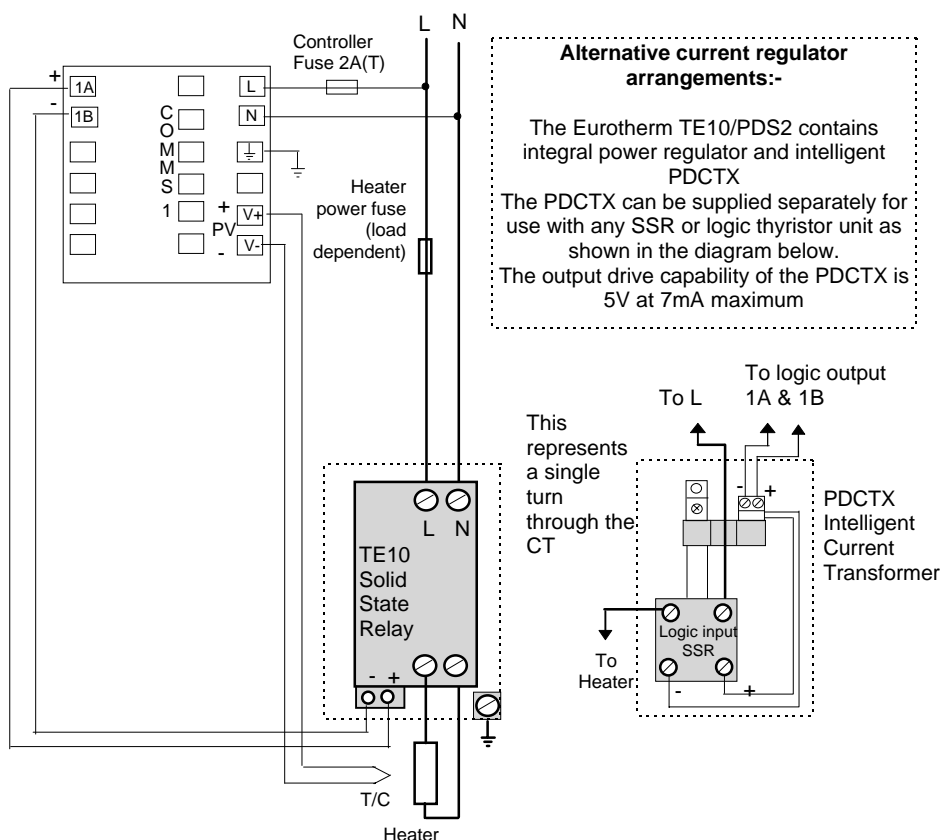 L N
Controller
Fuse 2A(T)
+
1A
-
1B
COMMS
1
L
N
+
PV
-
V+
V-
Heater
power fuse
(load
dependent)
Alternative current regulator
arrangements:-
The Eurotherm TE10/PDS2 contains
integral power regulator and intelligent
PDCTX
The PDCTX can be supplied separately for
use with any SSR or logic thyristor unit as
shown in the diagram below.
The output drive capability of the PDCTX is
5V at 7mA maximum
L N
TE10
Solid
State
Relay
- +
T/C
Heater
This
represents
a single
turn
through the
CT
To L
To logic output
1A & 1B
- +
PDCTX
Intelligent
Current
Transformer
Logic input
SSR
- +
To
Heater